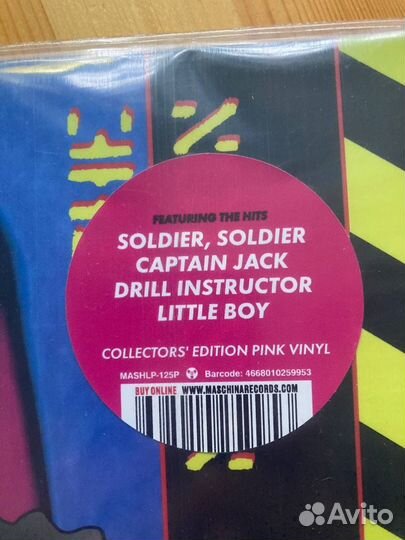 FEATURING THE HITS
SOLDIER, SOLDIER
CAPTAIN JACK
DRILL INSTRUCTOR
LITTLE BOY
COLLECTORS' EDITION PINK VINYL
MASHLP-125P Barcode: 4668010259953
BUY ONLINE WWW.MASCHINARECORDS.COM
Avito